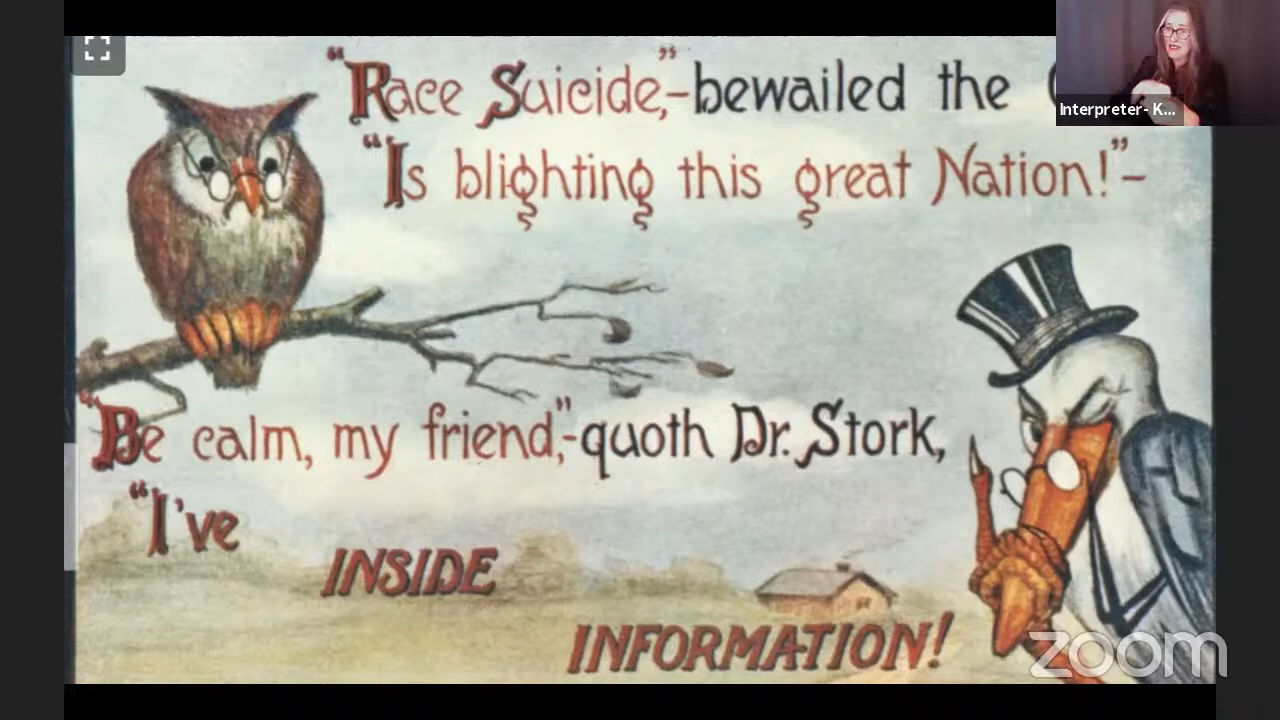 "Race Suicide,"-bewailed the
Interpreter- K...
"Is blighting this great Nation!"-
"Be calm, my friend,"-quoth Dr. Stork,
"I've
INSIDE
INFORMATION!
zoom